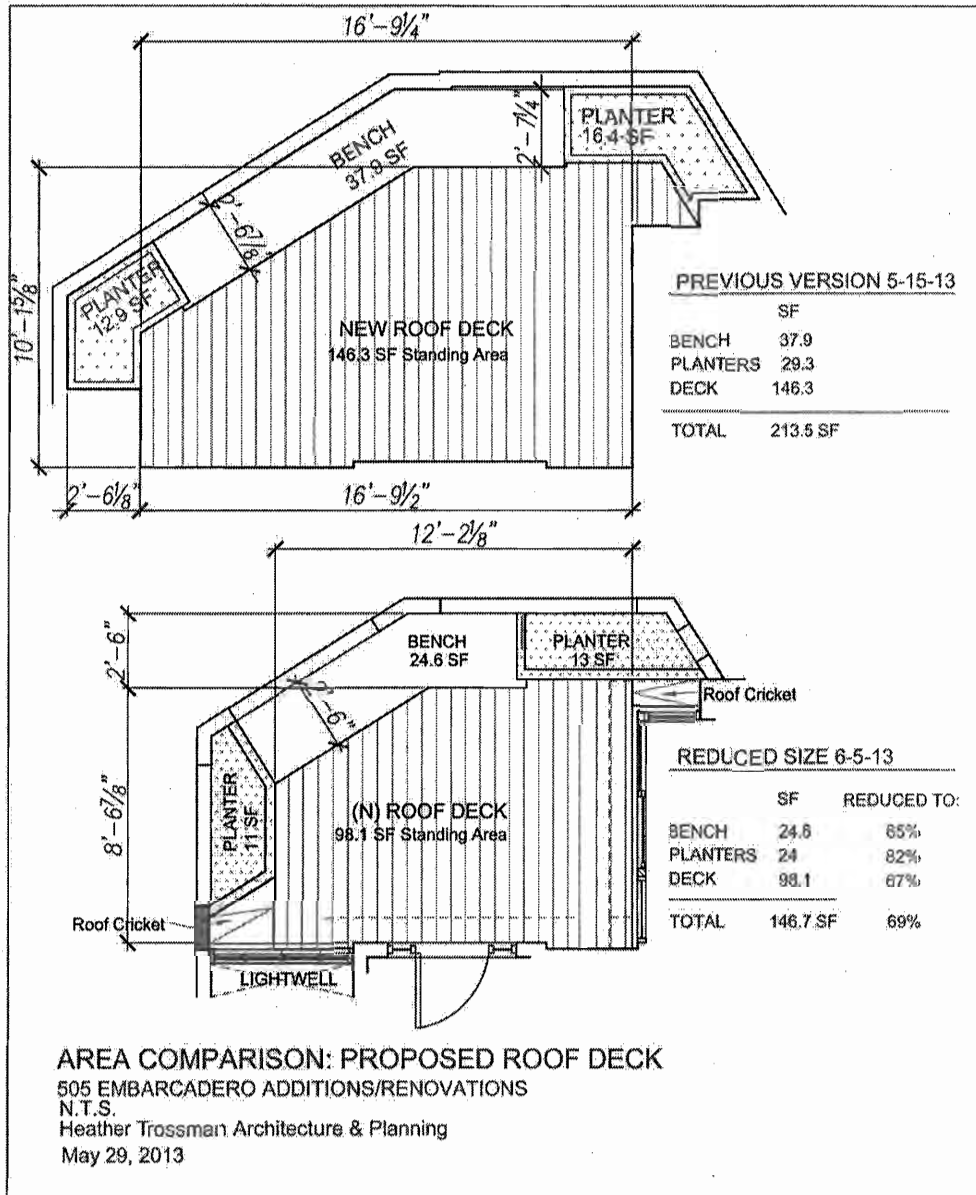 16'-9¼"
BENCH
37.9 SF
2'-7¼"
PLANTER
16.4 SF
2'-6⅞"
PLANTER
12.9 SF
10'-1⅝"
NEW ROOF DECK
146.3 SF Standing Area
2'-6⅛"
16'-9½"
PREVIOUS VERSION 5-15-13
SF
BENCH 37.9
PLANTERS 29.3
DECK 146.3
TOTAL 213.5 SF
12'-2⅛"
2'-6"
BENCH
24.6 SF
PLANTER
13 SF
Roof Cricket
2'-6"
8'-6⅞"
PLANTER
11 SF
(N) ROOF DECK
98.1 SF Standing Area
Roof Cricket
LIGHTWELL
REDUCED SIZE 6-5-13
SF REDUCED TO:
BENCH 24.6 65%
PLANTERS 24 82%
DECK 98.1 67%
TOTAL 146.7 SF 69%
AREA COMPARISON: PROPOSED ROOF DECK
505 EMBARCADERO ADDITIONS/RENOVATIONS
N.T.S.
Heather Trossman Architecture & Planning
May 29, 2013